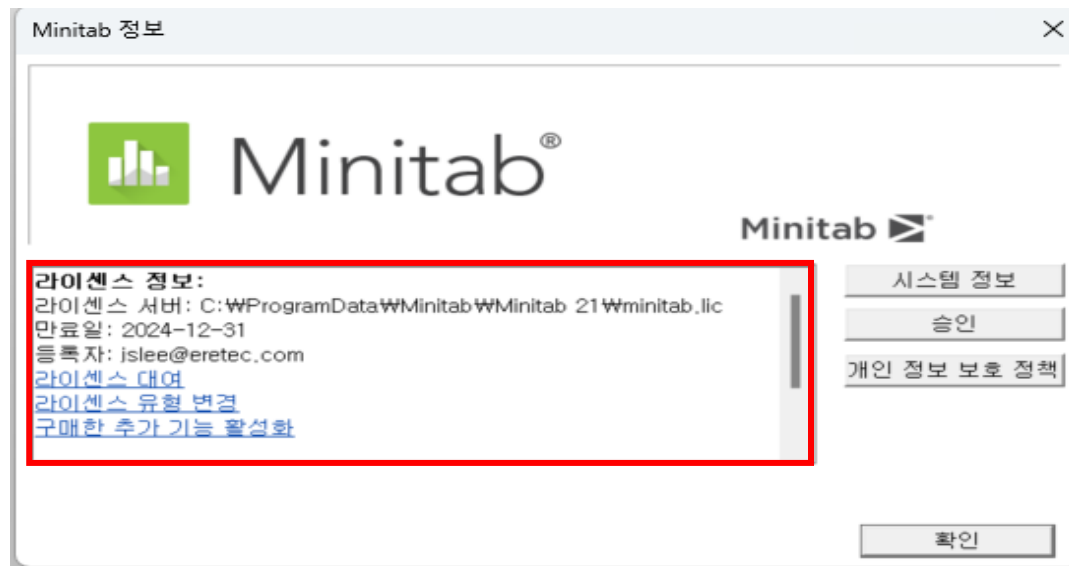 Minitab 정보
Minitab®
Minitab
라이센스 정보:
라이센스 서버: C:₩ProgramData₩Minitab₩Minitab 21₩minitab.lic
만료일: 2024-12-31
등록자: jslee@eretec.com
라이센스 대여
라이센스 유형 변경
구매한 추가 기능 활성화
시스템 정보
승인
개인 정보 보호 정책
확인